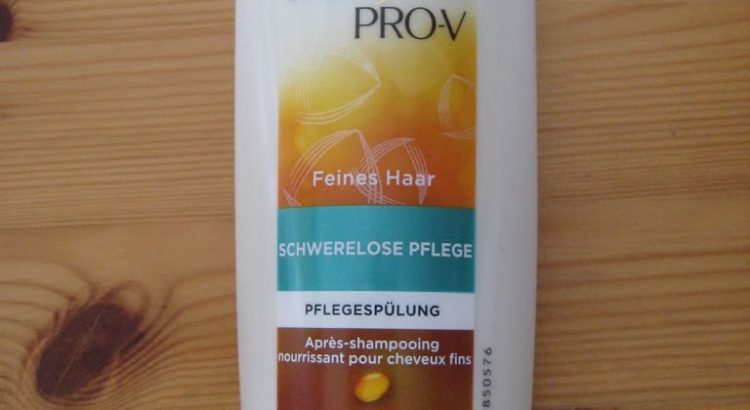 PRO-V
Feines Haar
SCHWERELOSE PFLEGE
PFLEGESPÜLUNG
Après-shampooing
nourrissant pour cheveux fins
850576